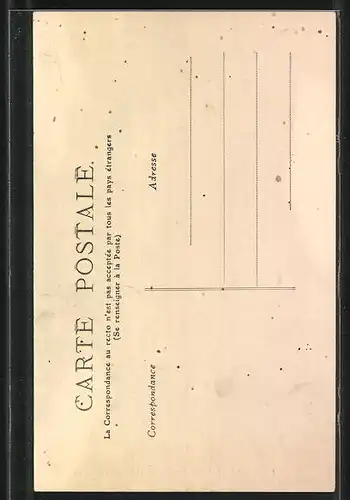 CARTE POSTALE.
La Correspondance au recto n'est pas acceptée par tous les pays étrangers
(Se renseigner à la Poste)
Correspondance
Adresse